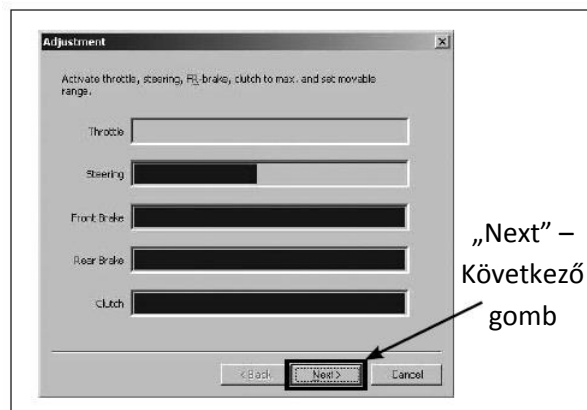 Adjustment
Activate throttle, steering, FR-brake, clutch to max. and set movable
range.
Throttle
Steering
Front Brake
Rear Brake
Clutch
„Next” –
Következő
gomb
< Back
Next >
Cancel